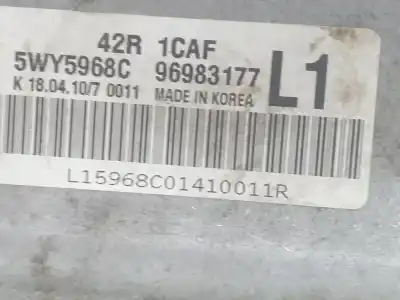 42R 1CAF
5WY5968C 96983177 L1
K 18.04.10/7 0011 MADE IN KOREA
L15968C01410011R